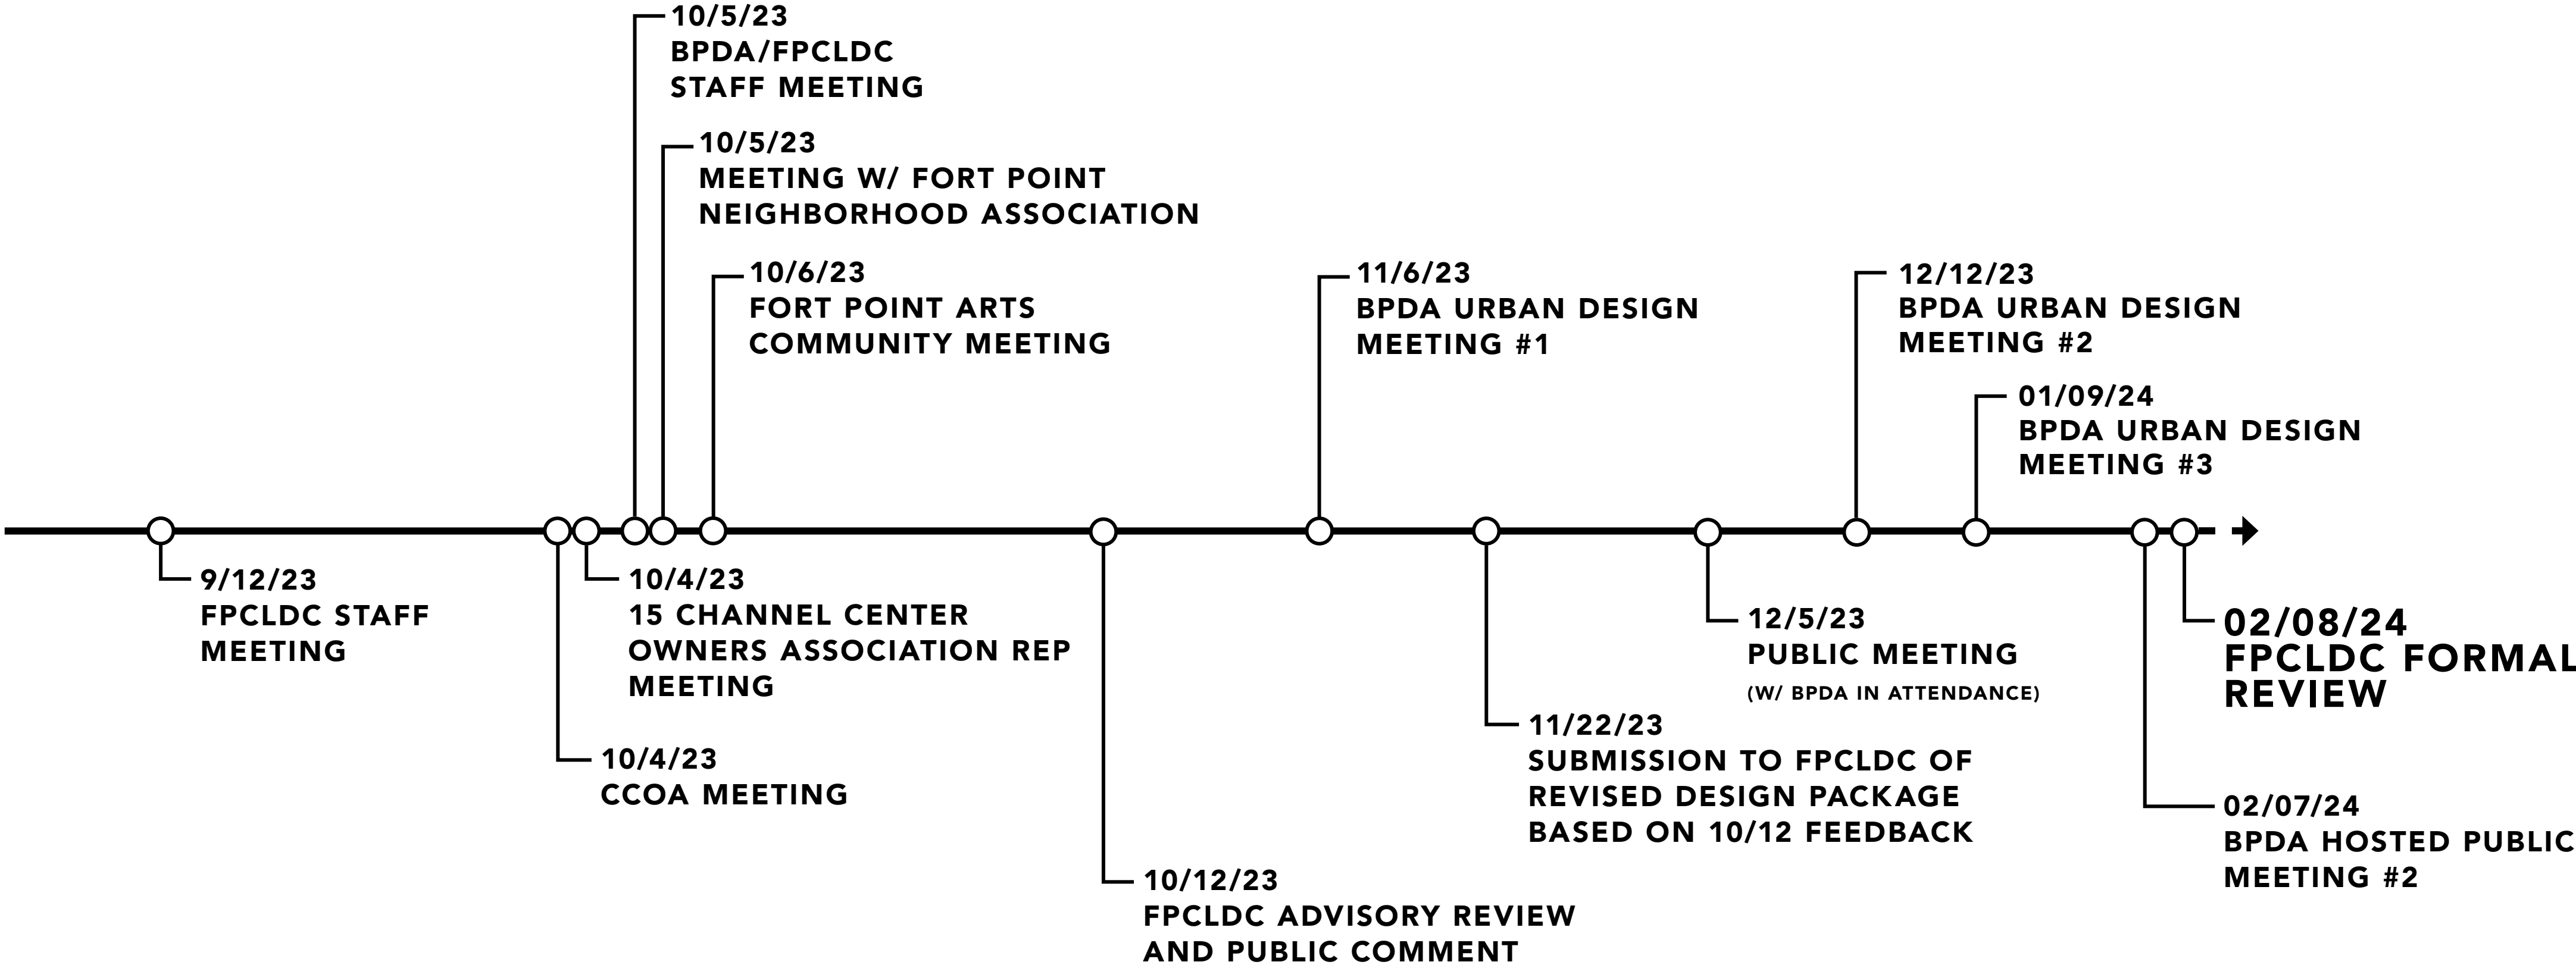 10/5/23
BPDA/FPCLDC
STAFF MEETING
10/5/23
MEETING W/ FORT POINT
NEIGHBORHOOD ASSOCIATION
10/6/23
FORT POINT ARTS
COMMUNITY MEETING
11/6/23
BPDA URBAN DESIGN
MEETING #1
12/12/23
BPDA URBAN DESIGN
MEETING #2
01/09/24
BPDA URBAN DESIGN
MEETING #3
9/12/23
FPCLDC STAFF
MEETING
10/4/23
15 CHANNEL CENTER
OWNERS ASSOCIATION REP
MEETING
10/4/23
CCOA MEETING
10/12/23
FPCLDC ADVISORY REVIEW
AND PUBLIC COMMENT
11/22/23
SUBMISSION TO FPCLDC OF
REVISED DESIGN PACKAGE
BASED ON 10/12 FEEDBACK
12/5/23
PUBLIC MEETING
(W/ BPDA IN ATTENDANCE)
02/08/24
FPCLDC FORMAL
REVIEW
02/07/24
BPDA HOSTED PUBLIC
MEETING #2